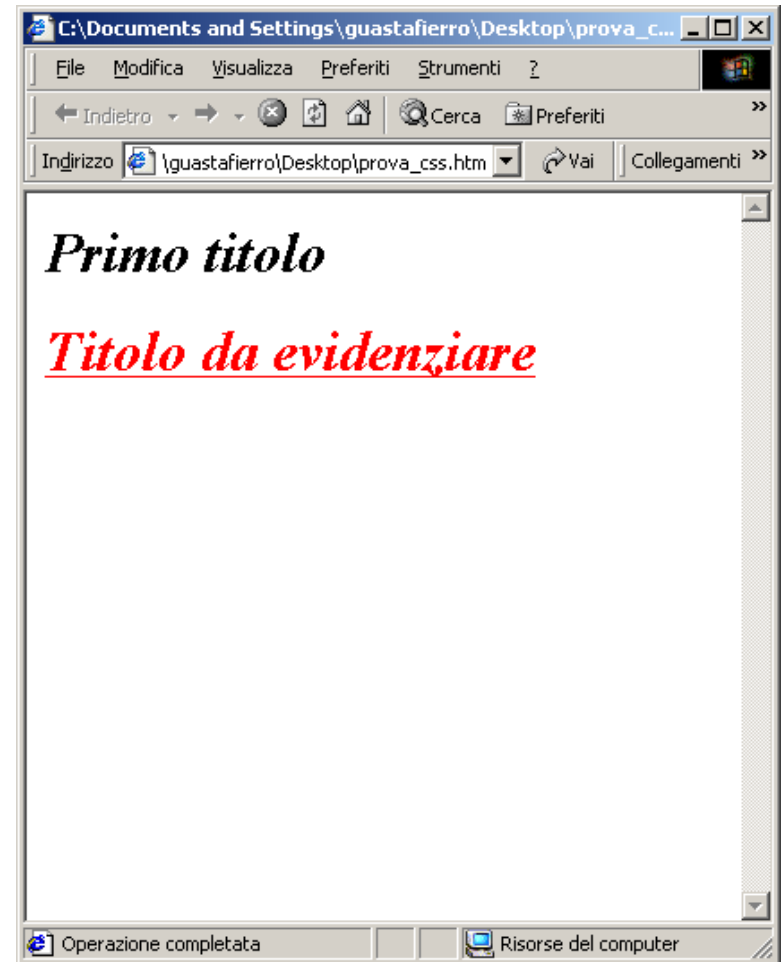 C:\Documents and Settings\guastafierro\Desktop\prova_c...
File Modifica Visualizza Preferiti Strumenti ?
Indietro Cerca Preferiti »
Indirizzo \guastafierro\Desktop\prova_css.htm Vai Collegamenti »
Primo titolo
Titolo da evidenziare
Operazione completata Risorse del computer